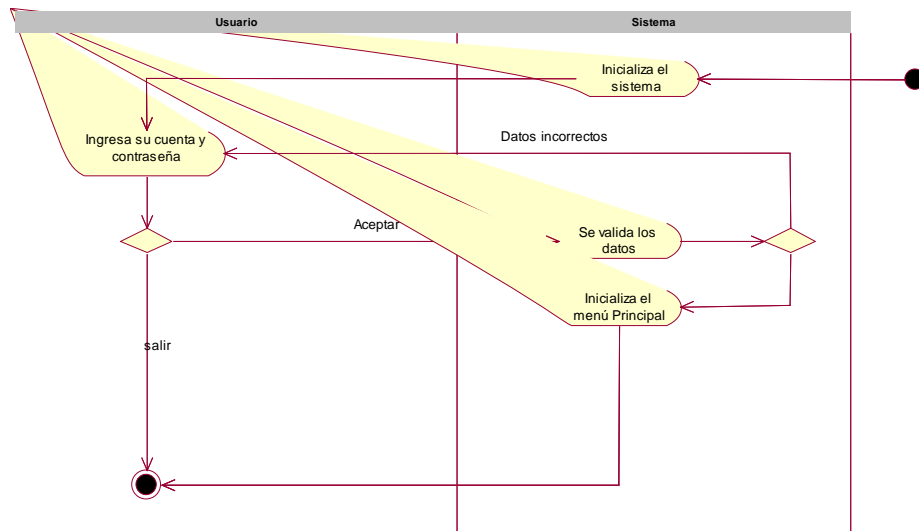 Usuario
Sistema
Inicializa el
sistema
Datos incorrectos
Ingresa su cuenta y
contraseña
Aceptar
Se valida los
datos
Inicializa el
menú Principal
salir